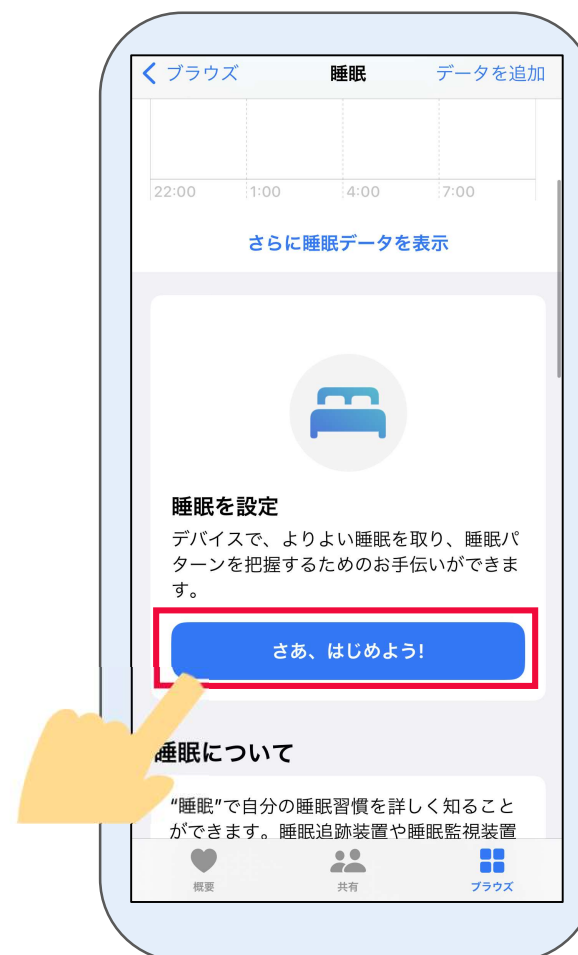 ブラウズ 睡眠 データを追加
22:00 1:00 4:00 7:00
さらに睡眠データを表示
睡眠を設定
デバイスで、よりよい睡眠を取り、睡眠パ
ターンを把握するためのお手伝いができま
す。
さあ、はじめよう!
睡眠について
“睡眠”で自分の睡眠習慣を詳しく知ること
ができます。睡眠追跡装置や睡眠監視装置
概要 共有 ブラウズ